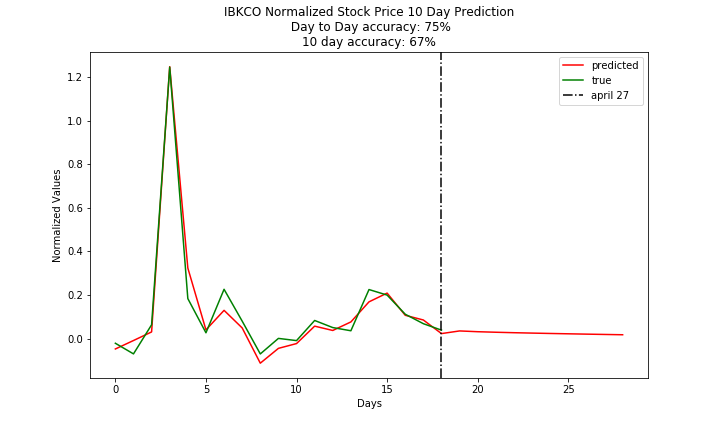 IBKCO Normalized Stock Price 10 Day Prediction
Day to Day accuracy: 75%
10 day accuracy: 67%
predicted
true
april 27
1.2
1.0
0.8
0.6
0.4
0.2
0.0
Normalized Values
0 5 10 15 20 25
Days